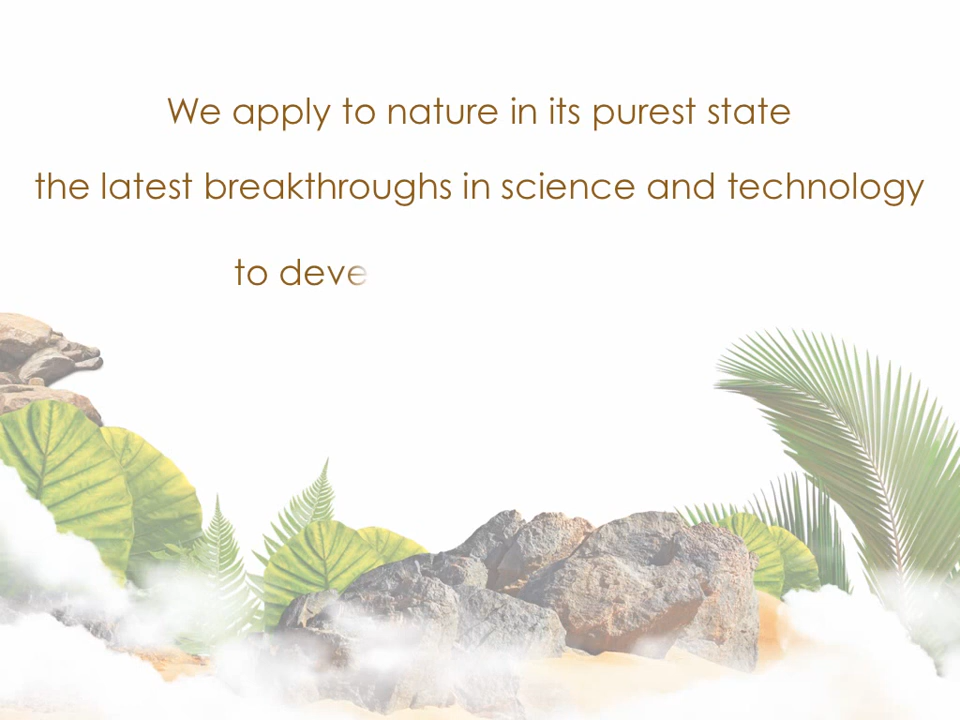 We apply to nature in its purest state
the latest breakthroughs in science and technology
to deve